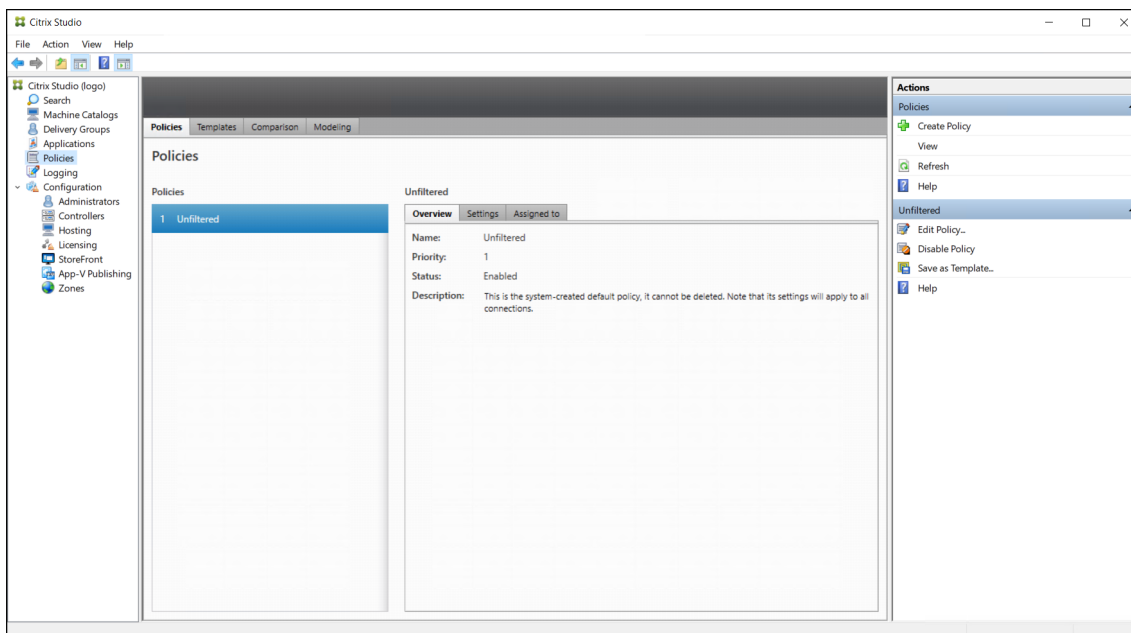 Citrix Studio
File Action View Help
Citrix Studio (logo)
Search
Machine Catalogs
Delivery Groups
Applications
Policies
Logging
Configuration
Administrators
Controllers
Hosting
Licensing
StoreFront
App-V Publishing
Zones
Policies Templates Comparison Modeling
Policies
Policies
1 Unfiltered
Unfiltered
Overview Settings Assigned to
Name: Unfiltered
Priority: 1
Status: Enabled
Description: This is the system-created default policy, it cannot be deleted. Note that its settings will apply to all
connections.
Actions
Policies
Create Policy
View
Refresh
Help
Unfiltered
Edit Policy...
Disable Policy
Save as Template...
Help